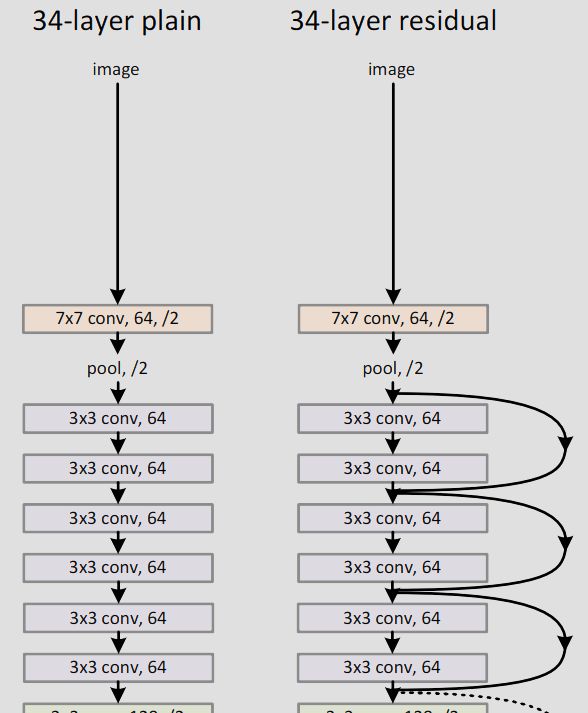 34-layer plain
34-layer residual
image
image
7x7 conv, 64, /2
7x7 conv, 64, /2
pool, /2
pool, /2
3x3 conv, 64
3x3 conv, 64
3x3 conv, 64
3x3 conv, 64
3x3 conv, 64
3x3 conv, 64
3x3 conv, 64
3x3 conv, 64
3x3 conv, 64
3x3 conv, 64
3x3 conv, 64
3x3 conv, 64